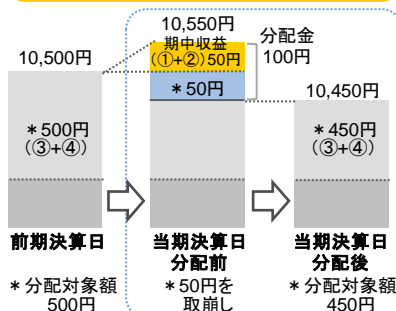 10,550円
期中収益
(①+②)50円
分配金
100円
10,500円
＊50円
10,450円
＊500円
(③+④)
＊450円
(③+④)
前期決算日
当期決算日
分配前
当期決算日
分配後
＊分配対象額
500円
＊50円を
取崩し
＊分配対象額
450円